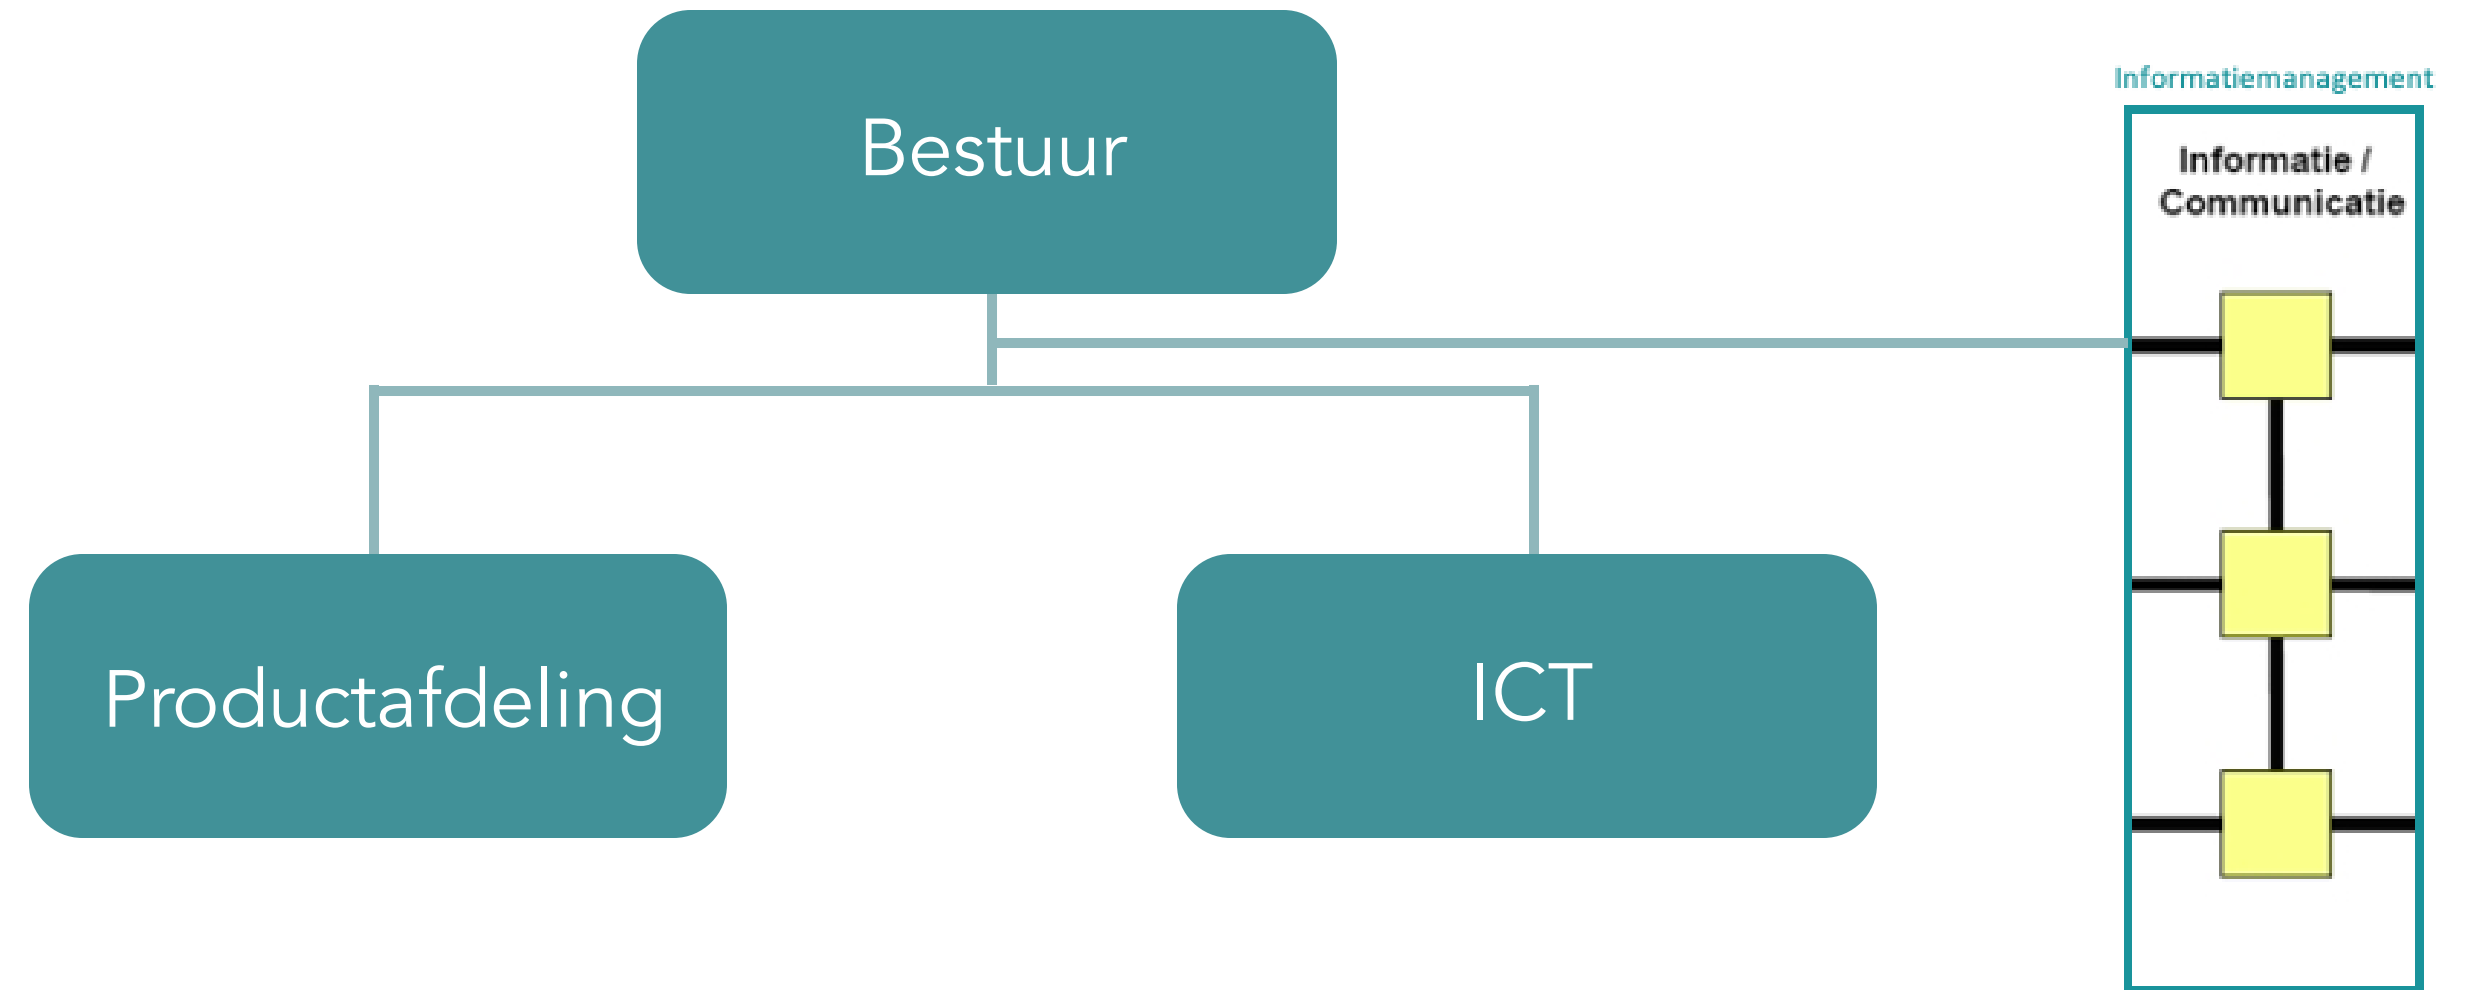 Bestuur
Informatiemanagement
Informatie /
Communicatie
Productafdeling
ICT